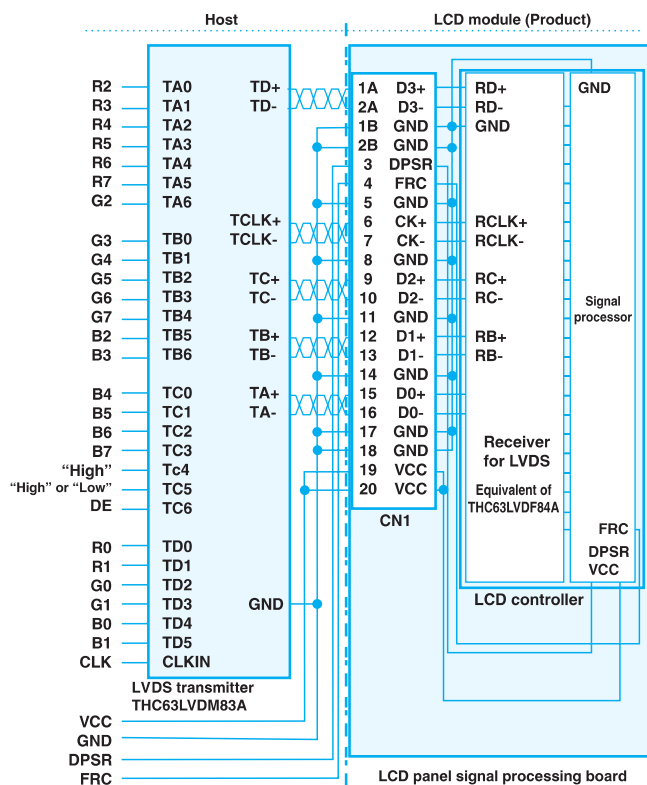 Host LCD module (Product)
R2 TA0 TD+ 1A D3+ RD+ GND
R3 TA1 TD- 2A D3- RD-
R4 TA2 1B GND GND
R5 TA3 2B GND
R6 TA4 3 DPSR
R7 TA5 4 FRC
G2 TA6 5 GND
TCLK+ 6 CK+ RCLK+
G3 TB0 TCLK- 7 CK- RCLK-
G4 TB1 8 GND
G5 TB2 TC+ 9 D2+ RC+
G6 TB3 TC- 10 D2- RC-
Signal
G7 TB4 11 GND
processor
B2 TB5 TB+ 12 D1+ RB+
B3 TB6 TB- 13 D1- RB-
14 GND
B4 TC0 TA+ 15 D0+
B5 TC1 TA- 16 D0-
B6 TC2 17 GND
Receiver
B7 TC3 18 GND
for LVDS
“High” Tc4 19 VCC
“High” or “Low” TC5 20 VCC
Equivalent of
DE TC6
THC63LVDF84A
CN1
FRC
R0 TD0
R1 TD1
DPSR
G0 TD2
VCC
G1 TD3 GND
LCD controller
B0 TD4
B1 TD5
CLK CLKIN
LVDS transmitter
THC63LVDM83A
VCC
GND
DPSR
FRC
LCD panel signal processing board